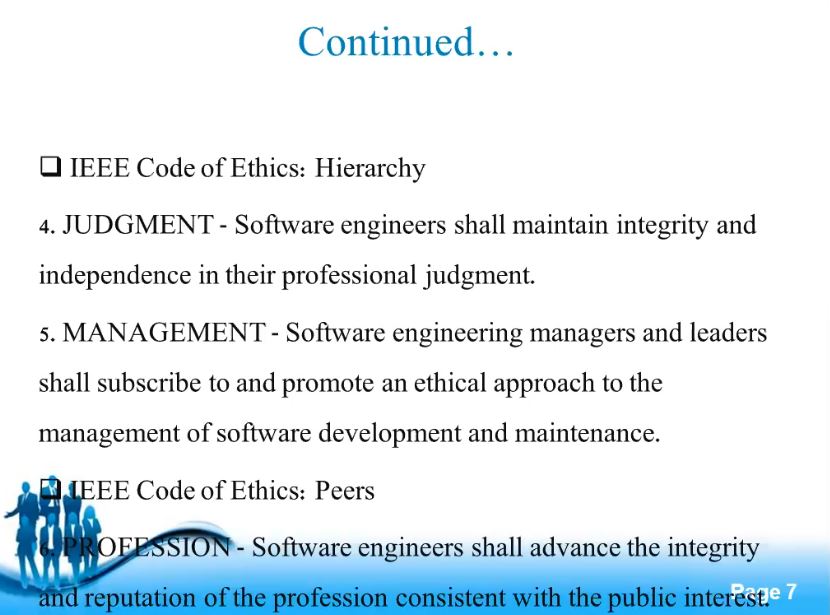 Continued…
❑ IEEE Code of Ethics: Hierarchy
4. JUDGMENT - Software engineers shall maintain integrity and
independence in their professional judgment.
5. MANAGEMENT - Software engineering managers and leaders
shall subscribe to and promote an ethical approach to the
management of software development and maintenance.
❑ IEEE Code of Ethics: Peers
6. PROFESSION - Software engineers shall advance the integrity
and reputation of the profession consistent with the public interest.
Page 7